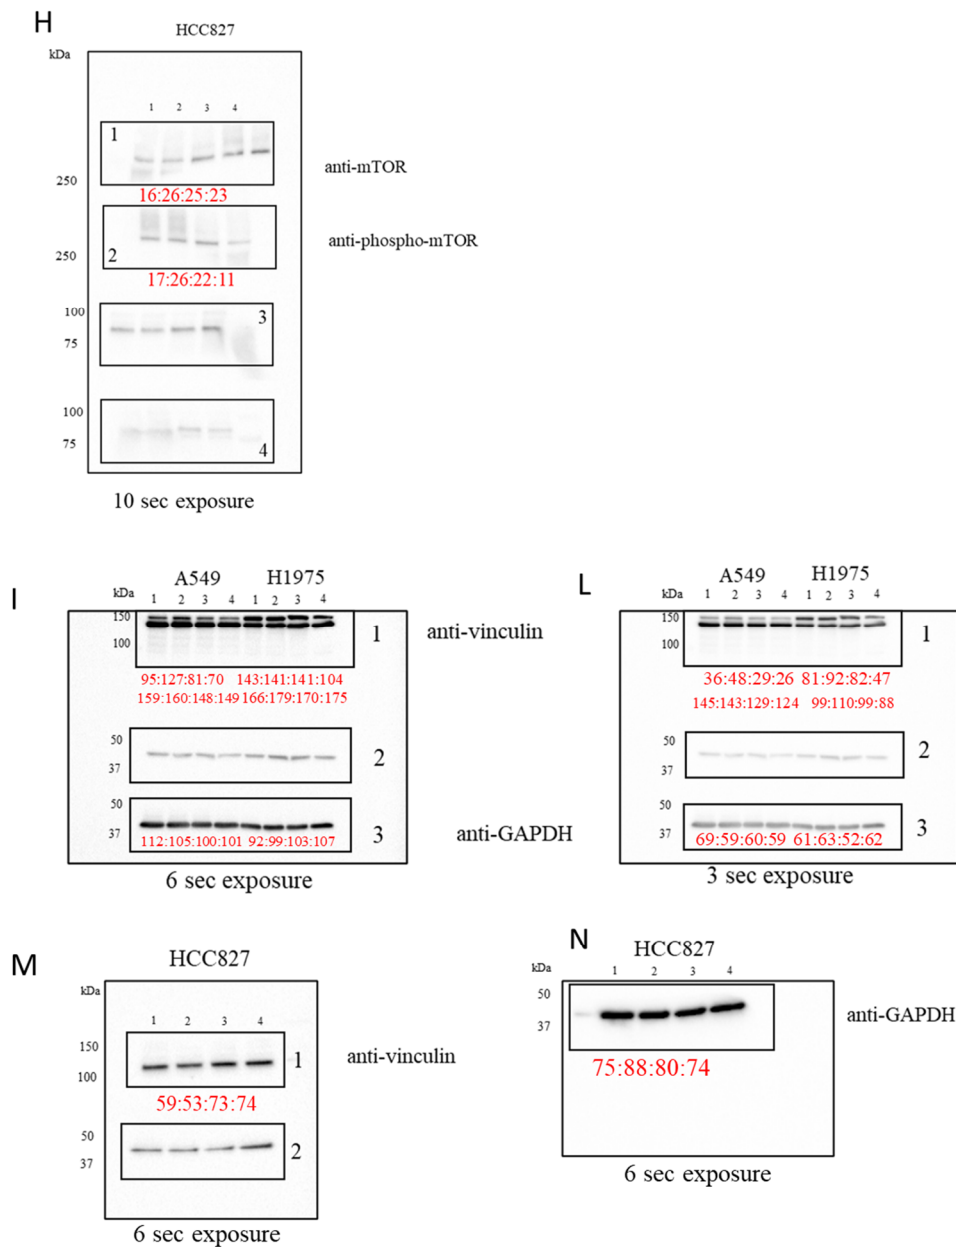 H
HCC827
kDa
1 2 3 4
1
anti-mTOR
250
16:26:25:23
anti-phospho-mTOR
250
2
17:26:22:11
100
3
75
100
75
4
10 sec exposure
I
A549 H1975
kDa
1 2 3 4 1 2 3 4
150
1
anti-vinculin
100
95:127:81:70 143:141:141:104
159:160:148:149 166:179:170:175
50
2
37
50
3
anti-GAPDH
37
112:105:100:101 92:99:103:107
6 sec exposure
L
A549 H1975
kDa
1 2 3 4 1 2 3 4
150
1
100
36:48:29:26 81:92:82:47
145:143:129:124 99:110:99:88
50
2
37
50
3
37
69:59:60:59 61:63:52:62
3 sec exposure
M
HCC827
kDa
1 2 3 4
150
1
anti-vinculin
100
59:53:73:74
50
2
37
6 sec exposure
N
HCC827
kDa
1 2 3 4
50
anti-GAPDH
37
75:88:80:74
6 sec exposure